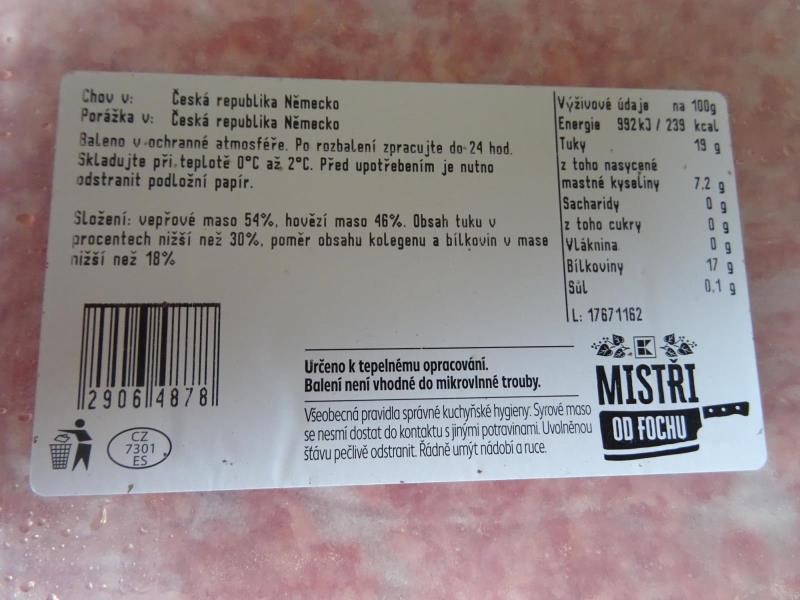 Chov v: Česká republika Německo
Porážka v: Česká republika Německo
Baleno v ochranné atmosféře. Po rozbalení zpracujte do 24 hod.
Skladujte při teplotě 0°C až 2°C. Před upotřebením je nutno
odstranit podložní papír.
Složení: vepřové maso 54%, hovězí maso 46%. Obsah tuku v
procentech nižší než 30%, poměr obsahu kolegenu a bílkovin v mase
nižší než 18%
Výživové údaje na 100g
Energie 992kJ / 239 kcal
Tuky 19 g
z toho nasycené
mastné kyseliny 7,2 g
Sacharidy 0 g
z toho cukry 0 g
Vláknina 0 g
Bílkoviny 17 g
Sůl 0,1 g
L: 17671162
2906 4878
CZ
7301
ES
Určeno k tepelnému opracování.
Balení není vhodné do mikrovlnné trouby.
Všeobecná pravidla správné kuchyňské hygieny: Syrové maso
se nesmí dostat do kontaktu s jinými potravinami. Uvolněnou
šťávu pečlivě odstranit. Řádně umýt nádobí a ruce.
K
MISTŘI
OD FOCHU